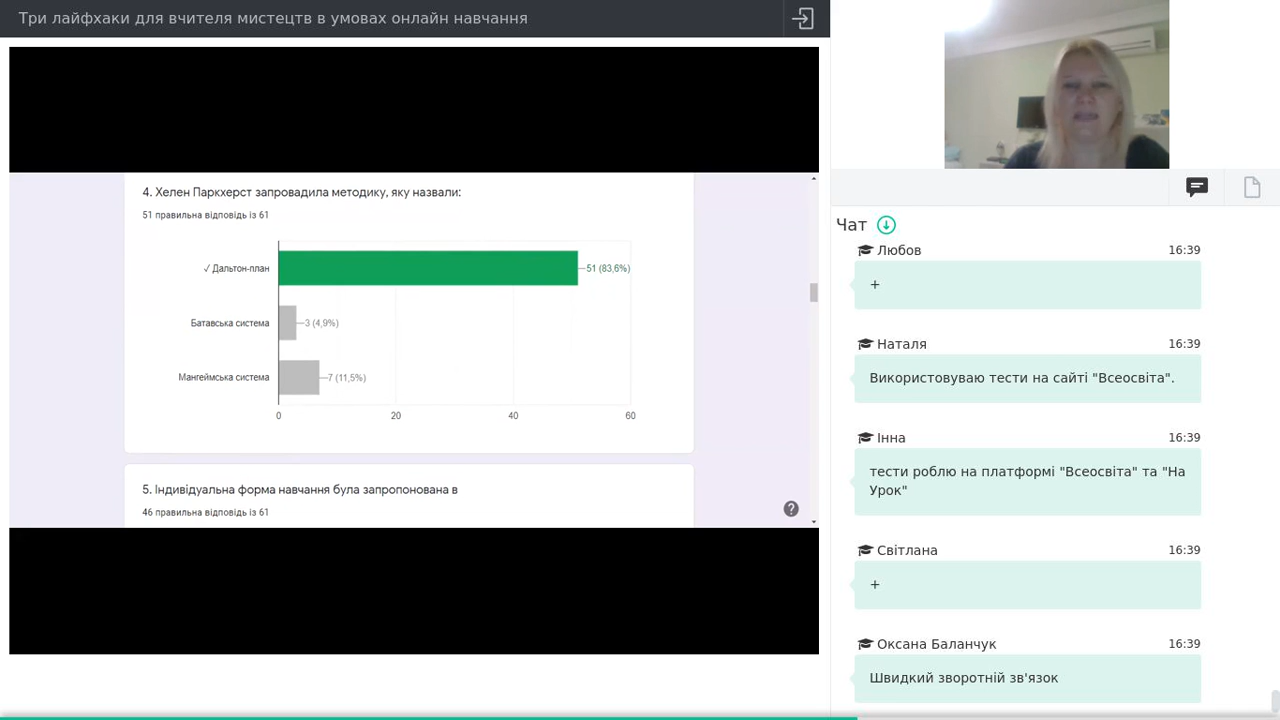 Три лайфхаки для вчителя мистецтв в умовах онлайн навчання
4. Хелен Паркхерст запровадила методику, яку назвали:
51 правильна відповідь із 61
✓ Дальтон-план
51 (83,6%)
Батавська система
3 (4,9%)
Мангеймська система
7 (11,5%)
0 20 40 60
5. Індивідуальна форма навчання була запропонована в
46 правильна відповідь із 61
Чат
Любов 16:39
+
Наталя 16:39
Використовуваю тести на сайті "Всеосвіта".
Інна 16:39
тести роблю на платформі "Всеосвіта" та "На
Урок"
Світлана 16:39
+
Оксана Баланчук 16:39
Швидкий зворотній зв'язок